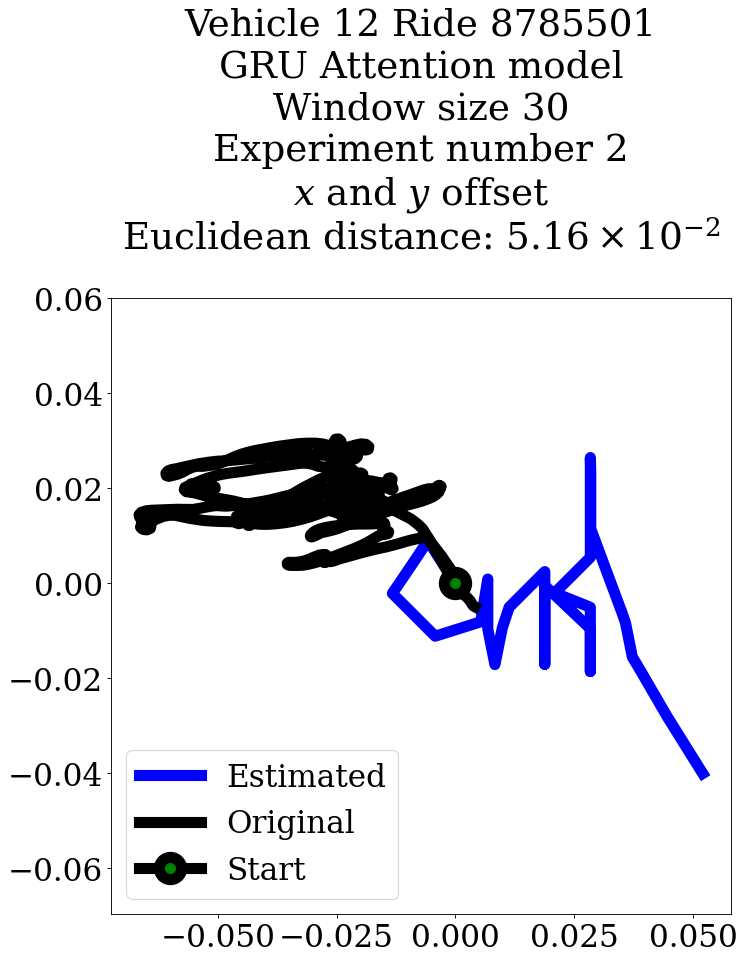 Vehicle 12 Ride 8785501
GRU Attention model
Window size 30
Experiment number 2
x and y offset
Euclidean distance: 5.16 × 10⁻²
0.06
0.04
0.02
0.00
−0.02
−0.04
−0.06
Estimated
Original
Start
−0.050 −0.025 0.000 0.025 0.050